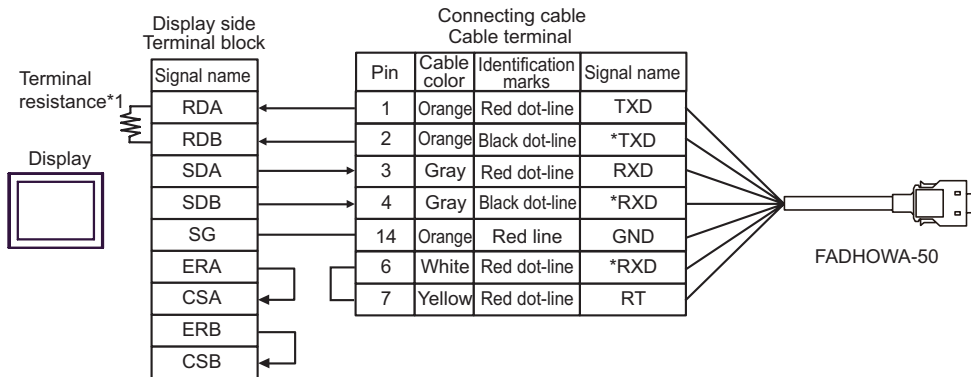 Display side
Terminal block
Connecting cable
Cable terminal
Terminal
resistance*1
Display
Signal name
RDA
RDB
SDA
SDB
SG
ERA
CSA
ERB
CSB
Pin Cable color Identification marks Signal name
1 Orange Red dot-line TXD
2 Orange Black dot-line *TXD
3 Gray Red dot-line RXD
4 Gray Black dot-line *RXD
14 Orange Red line GND
6 White Red dot-line *RXD
7 Yellow Red dot-line RT
FADHOWA-50